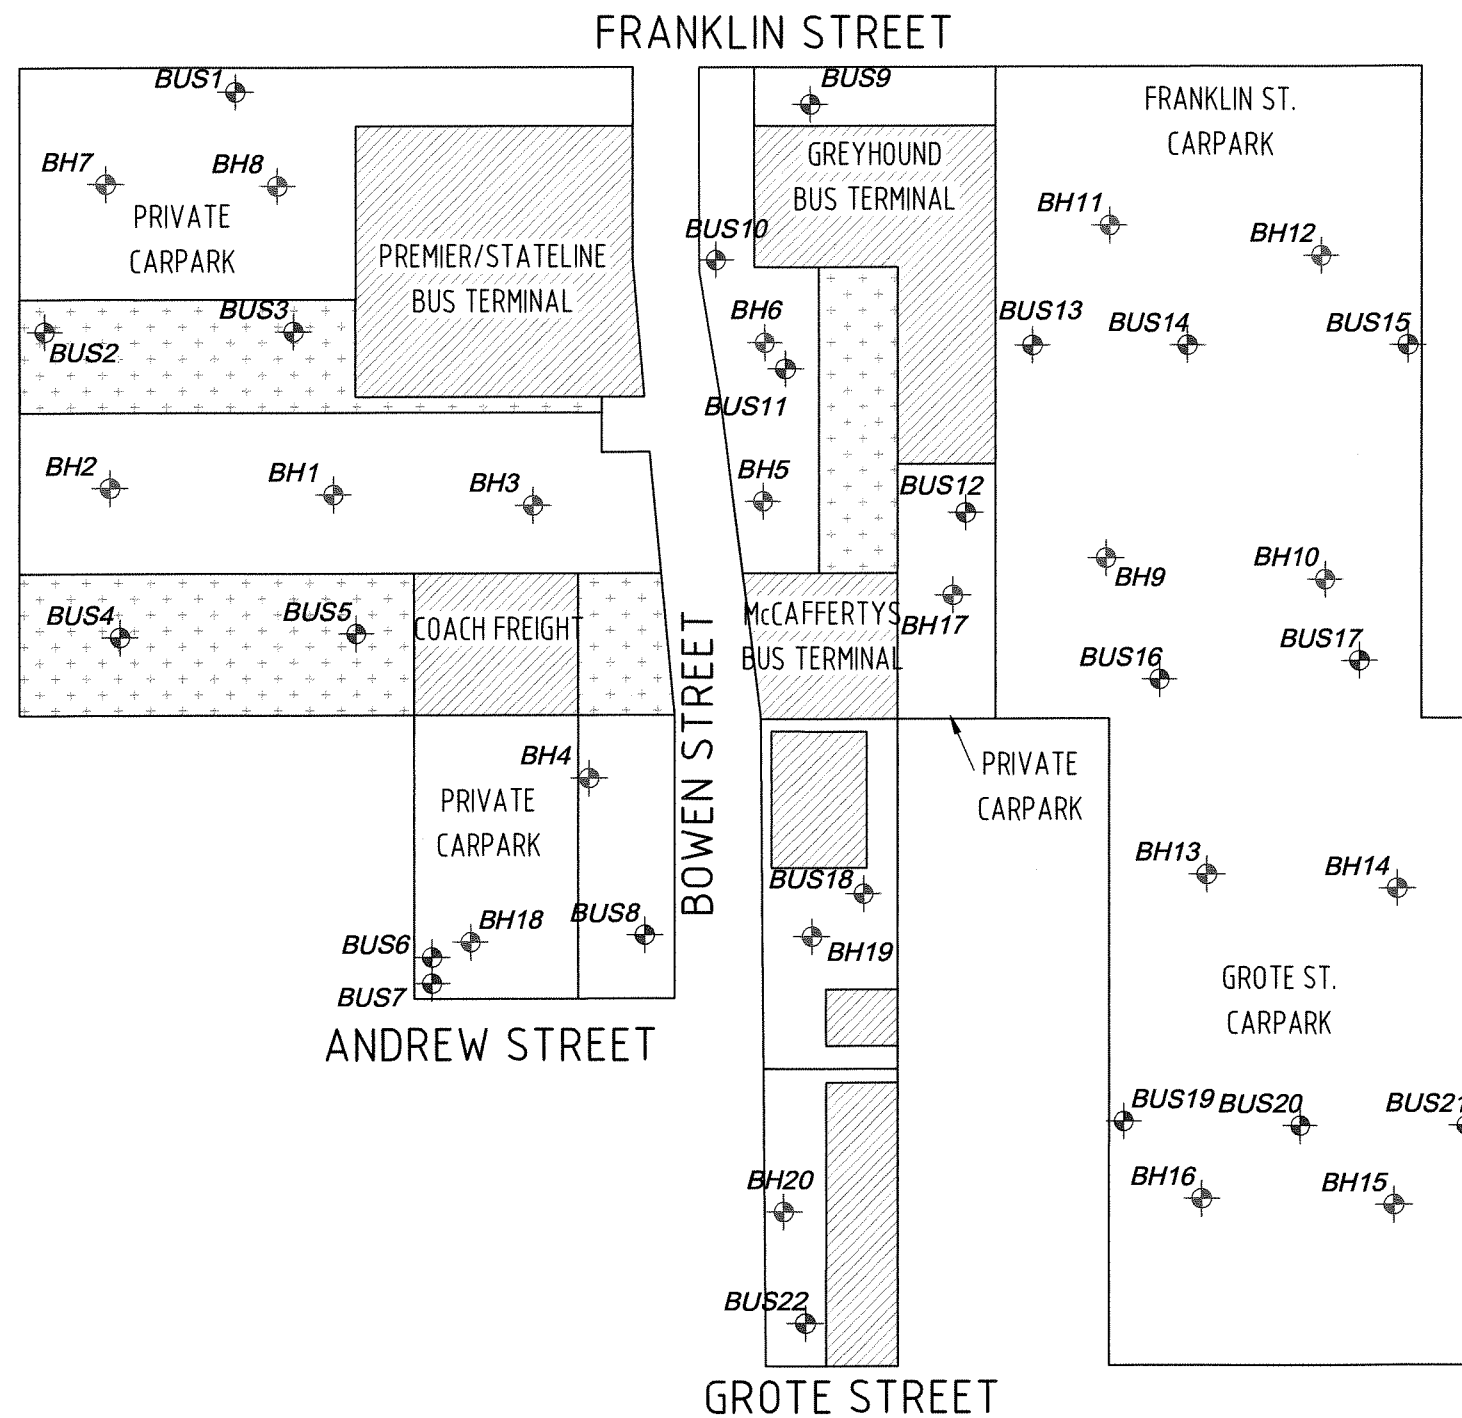 FRANKLIN STREET
BUS1
BUS9
FRANKLIN ST.
CARPARK
BH7
BH8
PRIVATE
CARPARK
GREYHOUND
BUS TERMINAL
BH11
BH12
BUS10
PREMIER/STATELINE
BUS TERMINAL
BUS2
BUS3
BH6
BUS11
BUS13
BUS14
BUS15
BH2
BH1
BH3
BH5
BUS12
BH9
BH10
BUS4
BUS5
COACH FREIGHT
BOWEN STREET
McCAFFERTYS
BUS TERMINAL
BH17
BUS16
BUS17
BH4
PRIVATE
CARPARK
PRIVATE
CARPARK
BH13
BH14
BUS18
BH19
BUS6
BH18
BUS8
BUS7
ANDREW STREET
GROTE ST.
CARPARK
BUS19
BUS20
BUS21
BH20
BH16
BH15
BUS22
GROTE STREET